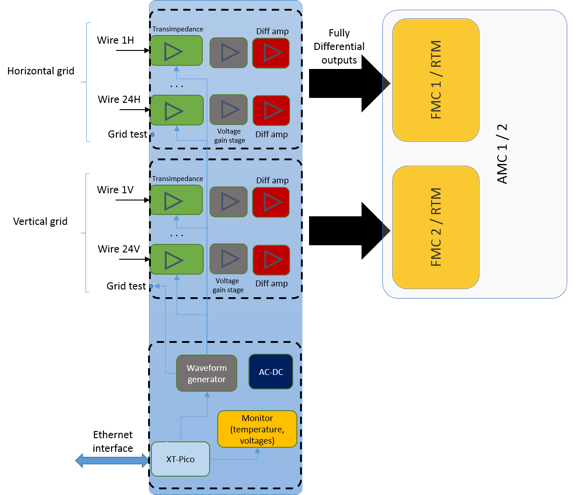 Transimpedance
Diff amp
Fully
Differential
outputs
Wire 1H
Horizontal grid
. . .
Wire 24H
Grid test
Voltage
gain stage
Diff amp
FMC 1 / RTM
AMC 1 / 2
Transimpedance
Diff amp
Wire 1V
Vertical grid
. . .
Wire 24V
Grid test
Voltage
gain stage
Diff amp
FMC 2 / RTM
Waveform
generator
AC-DC
Monitor
(temperature,
voltages)
Ethernet
interface
XT-Pico